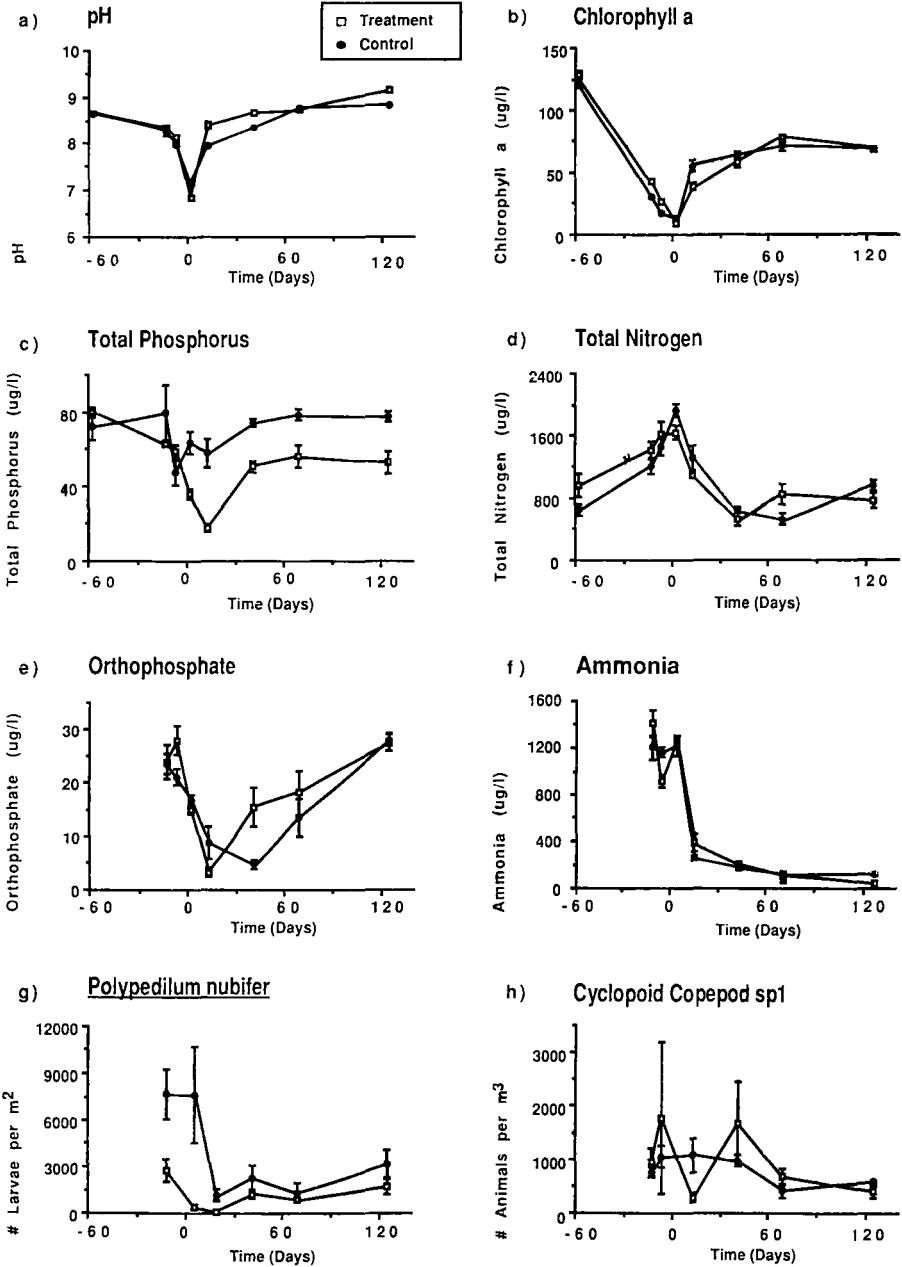 a) pH
□ Treatment
● Control
10
9
8
7
6
pH
-60 0 60 120
Time (Days)
b) Chlorophyll a
150
100
50
0
Chlorophyll a (ug/l)
-60 0 60 120
Time (Days)
c) Total Phosphorus
80
40
0
Total Phosphorus (ug/l)
-60 0 60 120
Time (Days)
d) Total Nitrogen
2400
1600
800
0
Total Nitrogen (ug/l)
-60 0 60 120
Time (Days)
e) Orthophosphate
30
20
10
0
Orthophosphate (ug/l)
-60 0 60 120
Time (Days)
f) Ammonia
1600
1200
800
400
0
Ammonia (ug/l)
-60 0 60 120
Time (Days)
g) Polypedilum nubifer
12000
9000
6000
3000
0
# Larvae per m2
-60 0 60 120
Time (Days)
h) Cyclopoid Copepod sp1
3000
2000
1000
0
# Animals per m3
-60 0 60 120
Time (Days)